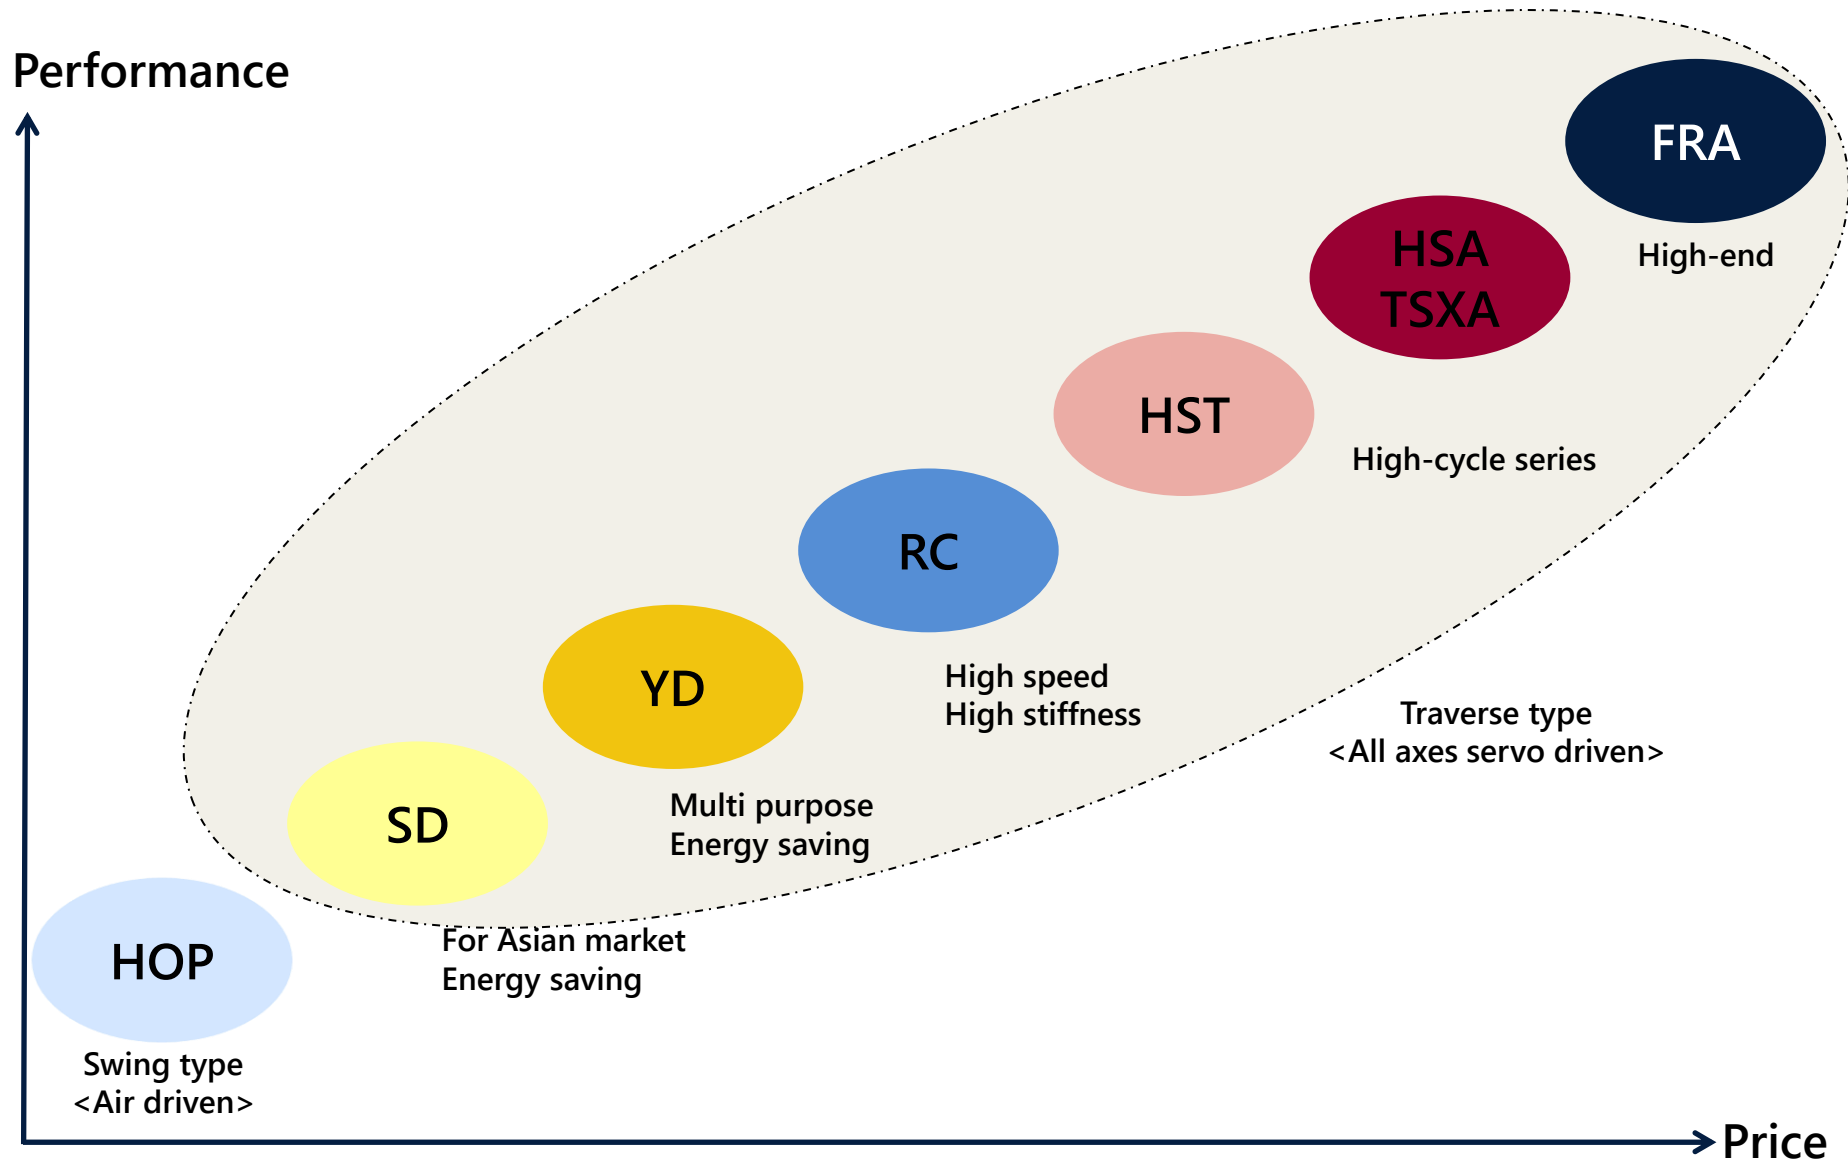 Performance
FRA
High-end
HSA
TSXA
HST
High-cycle series
RC
High speed
High stiffness
YD
Multi purpose
Energy saving
Traverse type
<All axes servo driven>
SD
For Asian market
Energy saving
HOP
Swing type
<Air driven>
Price